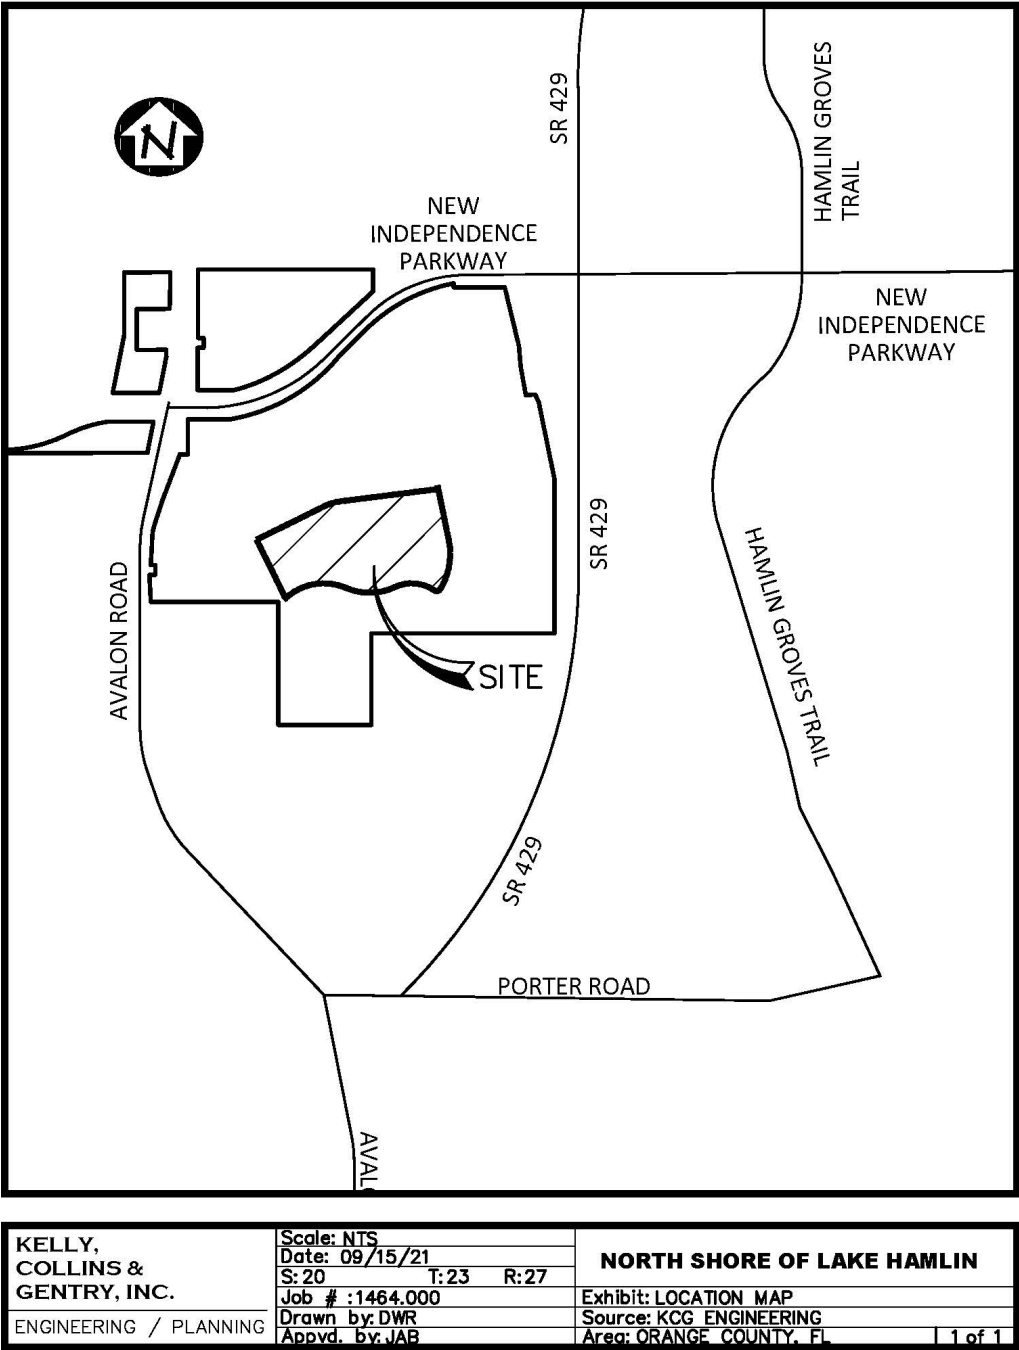 SR 429
HAMLIN GROVES
TRAIL
N
NEW
INDEPENDENCE
PARKWAY
NEW
INDEPENDENCE
PARKWAY
SR 429
HAMLIN GROVES TRAIL
AVALON ROAD
SITE
SR 429
PORTER ROAD
AVALO
KELLY,
COLLINS &
GENTRY, INC.
ENGINEERING / PLANNING
Scale: NTS
Date: 09/15/21
S: 20 T: 23 R: 27
Job # :1464.000
Drawn by: DWR
Appvd. by: JAB
NORTH SHORE OF LAKE HAMLIN
Exhibit: LOCATION MAP
Source: KCG ENGINEERING
Area: ORANGE COUNTY, FL 1 of 1